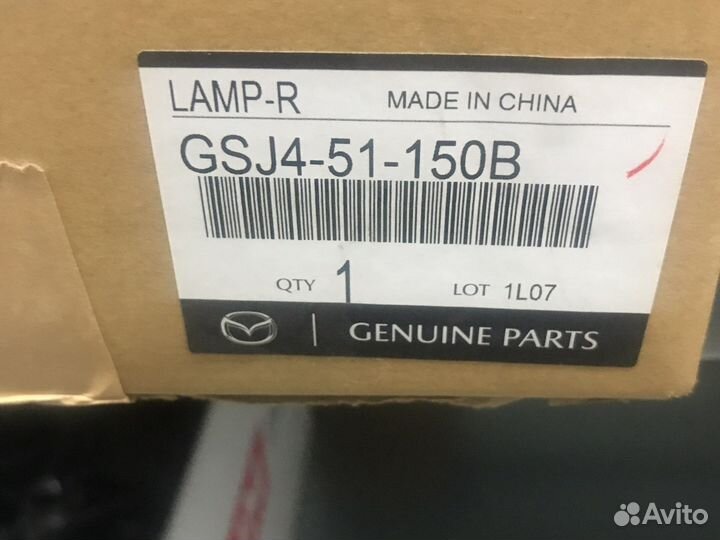 LAMP-R MADE IN CHINA
GSJ4-51-150B
QTY 1 LOT 1L07
GENUINE PARTS
Avito